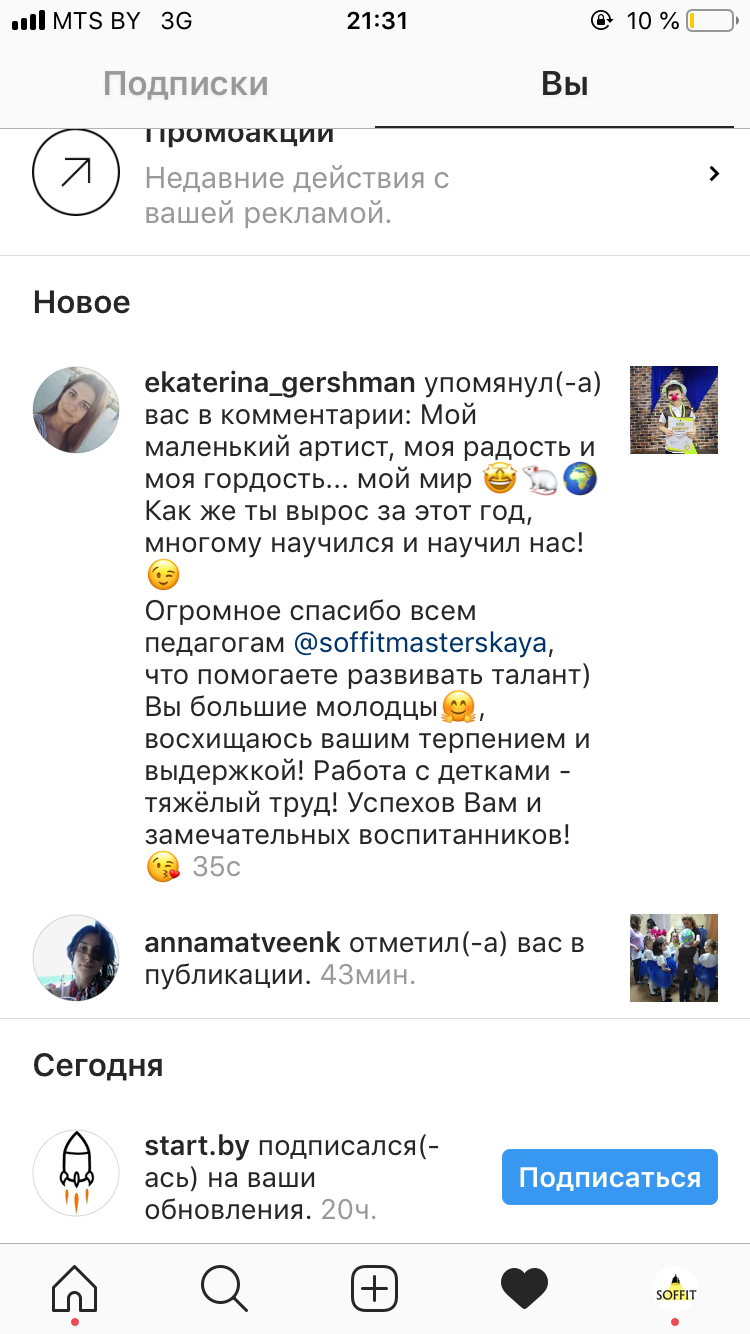 MTS BY 3G 21:31 10 %
Подписки Вы
Промоакции
Недавние действия с
вашей рекламой.
Новое
ekaterina_gershman упомянул(-а)
вас в комментарии: Мой
маленький артист, моя радость и
моя гордость... мой мир 🤩🐁🌍
Как же ты вырос за этот год,
многому научился и научил нас!
😉
Огромное спасибо всем
педагогам @soffitmasterskaya,
что помогаете развивать талант)
Вы большие молодцы🤗,
восхищаюсь вашим терпением и
выдержкой! Работа с детками -
тяжёлый труд! Успехов Вам и
замечательных воспитанников!
😘 35с
annamatveenk отметил(-а) вас в
публикации. 43мин.
Сегодня
start.by подписался(-
ась) на ваши
обновления. 20ч.
Подписаться
SOFFIT